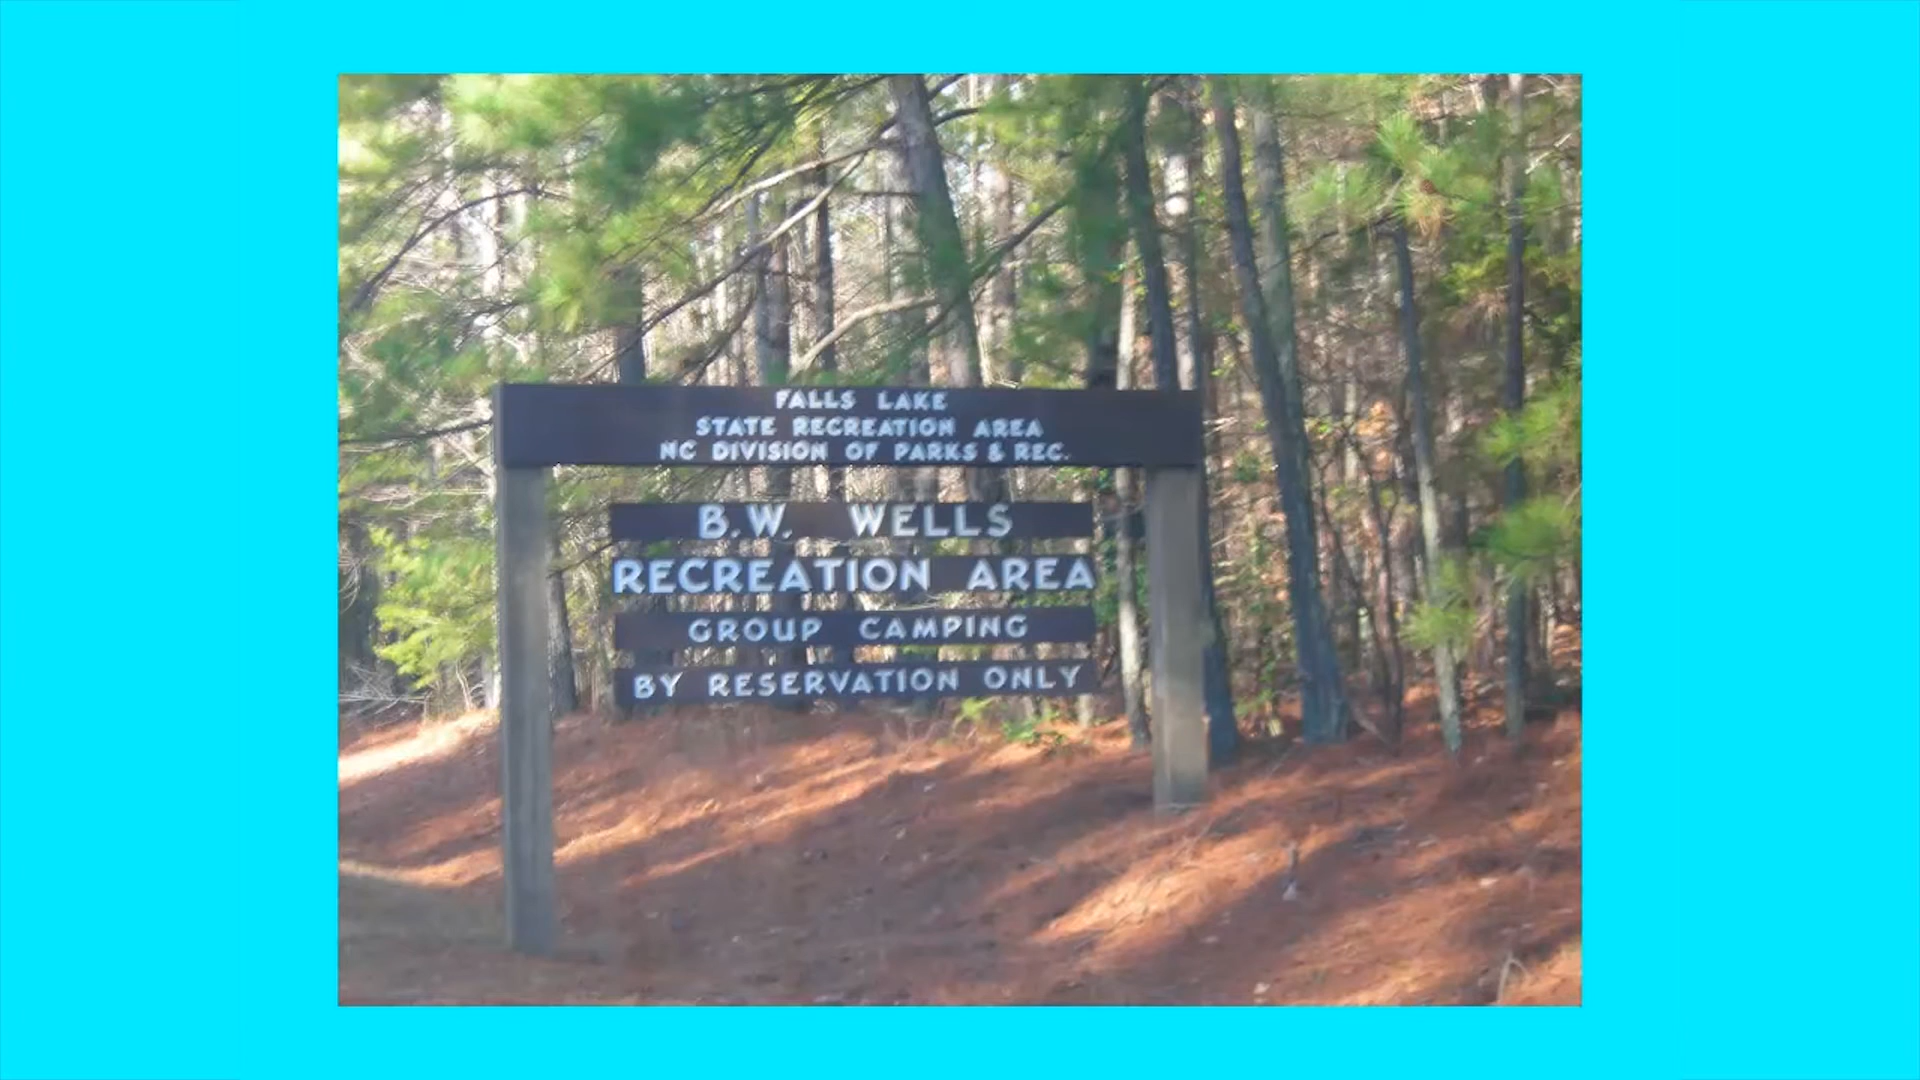 FALLS LAKE
STATE RECREATION AREA
NC DIVISION OF PARKS & REC.
B.W. WELLS
RECREATION AREA
GROUP CAMPING
BY RESERVATION ONLY